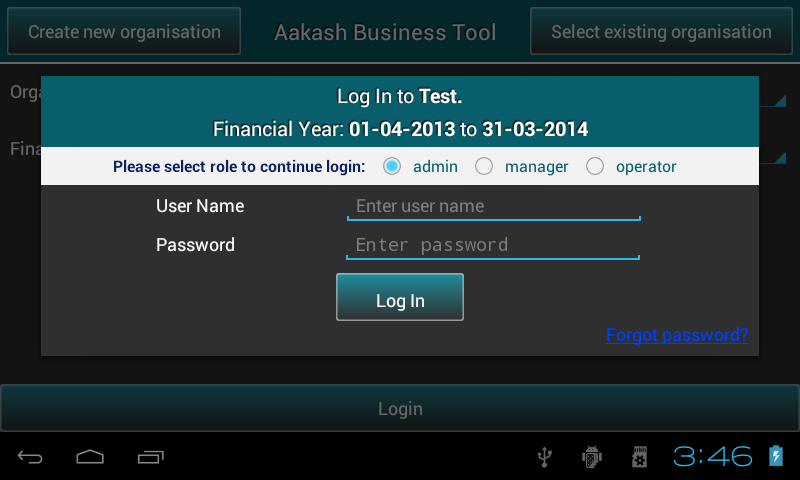 Create new organisation Aakash Business Tool Select existing organisation
Log In to Test.
Financial Year: 01-04-2013 to 31-03-2014
Please select role to continue login: admin manager operator
User Name Enter user name
Password Enter password
Log In
Forgot password?
Login
3:46